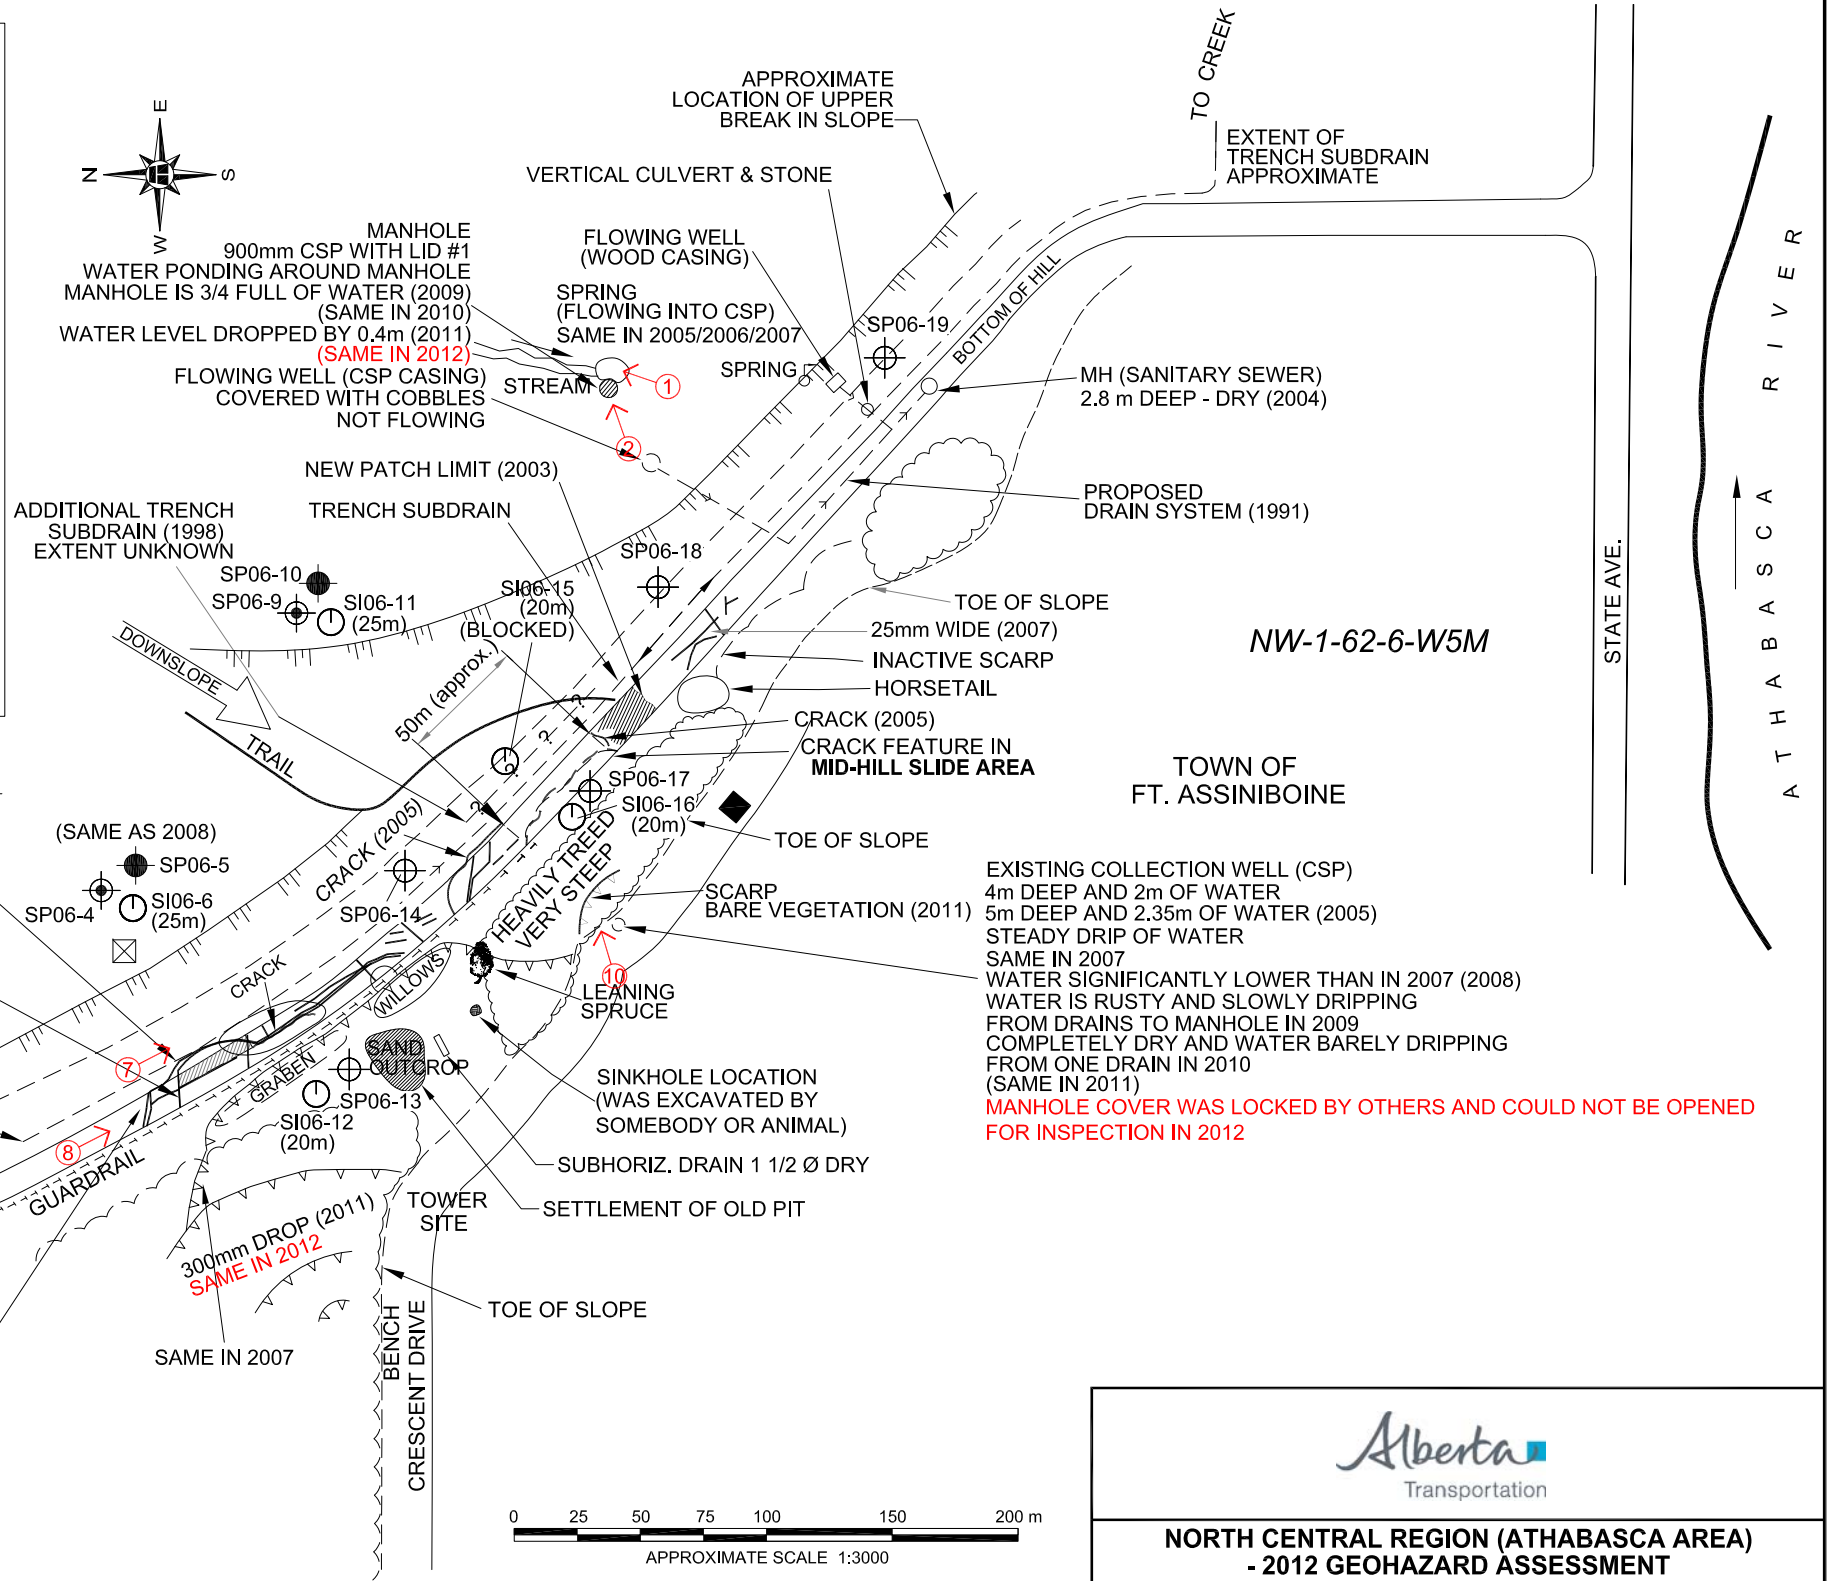 E
N
S
W
APPROXIMATE
LOCATION OF UPPER
BREAK IN SLOPE
TO CREEK
EXTENT OF
TRENCH SUBDRAIN
APPROXIMATE
VERTICAL CULVERT & STONE
MANHOLE
900mm CSP WITH LID #1
WATER PONDING AROUND MANHOLE
MANHOLE IS 3/4 FULL OF WATER (2009)
(SAME IN 2010)
WATER LEVEL DROPPED BY 0.4m (2011)
(SAME IN 2012)
FLOWING WELL (CSP CASING)
COVERED WITH COBBLES
NOT FLOWING
FLOWING WELL
(WOOD CASING)
SPRING
(FLOWING INTO CSP)
SAME IN 2005/2006/2007
STREAM
1
2
SPRING
SP06-19
BOTTOM OF HILL
MH (SANITARY SEWER)
2.8 m DEEP - DRY (2004)
PROPOSED
DRAIN SYSTEM (1991)
NEW PATCH LIMIT (2003)
TRENCH SUBDRAIN
ADDITIONAL TRENCH
SUBDRAIN (1998)
EXTENT UNKNOWN
SP06-10
SP06-9
SI06-11
(25m)
SP06-18
SI06-15
(20m)
(BLOCKED)
DOWNSLOPE
TRAIL
50m (approx.)
?
?
?
?
TOE OF SLOPE
25mm WIDE (2007)
INACTIVE SCARP
HORSETAIL
CRACK (2005)
CRACK FEATURE IN
MID-HILL SLIDE AREA
NW-1-62-6-W5M
STATE AVE.
ATHABASCA RIVER
TOWN OF
FT. ASSINIBOINE
SP06-17
SI06-16
(20m)
TOE OF SLOPE
HEAVILY TREED
VERY STEEP
SCARP
BARE VEGETATION (2011)
(SAME AS 2008)
SP06-5
SP06-4
SI06-6
(25m)
CRACK (2005)
SP06-14
CRACK
WILLOWS
10
LEANING
SPRUCE
EXISTING COLLECTION WELL (CSP)
4m DEEP AND 2m OF WATER
5m DEEP AND 2.35m OF WATER (2005)
STEADY DRIP OF WATER
SAME IN 2007
WATER SIGNIFICANTLY LOWER THAN IN 2007 (2008)
WATER IS RUSTY AND SLOWLY DRIPPING
FROM DRAINS TO MANHOLE IN 2009
COMPLETELY DRY AND WATER BARELY DRIPPING
FROM ONE DRAIN IN 2010
(SAME IN 2011)
MANHOLE COVER WAS LOCKED BY OTHERS AND COULD NOT BE OPENED
FOR INSPECTION IN 2012
7
8
GRABEN
SAND
OUTCROP
SP06-13
SI06-12
(20m)
GUARDRAIL
SINKHOLE LOCATION
(WAS EXCAVATED BY
SOMEBODY OR ANIMAL)
SUBHORIZ. DRAIN 1 1/2 Ø DRY
SETTLEMENT OF OLD PIT
TOWER
SITE
300mm DROP (2011)
SAME IN 2012
TOE OF SLOPE
SAME IN 2007
BENCH
CRESCENT DRIVE
0 25 50 75 100 150 200 m
APPROXIMATE SCALE 1:3000
Alberta
Transportation
NORTH CENTRAL REGION (ATHABASCA AREA)
- 2012 GEOHAZARD ASSESSMENT